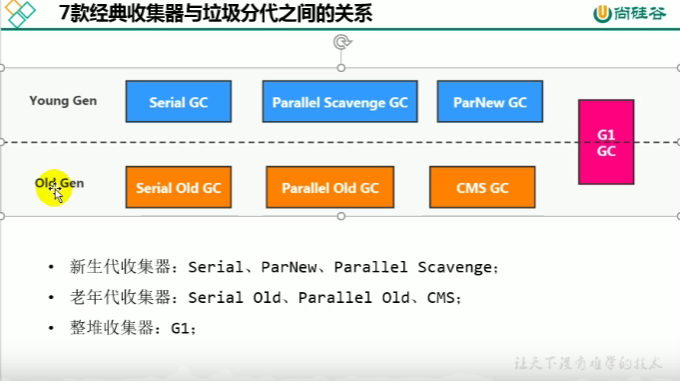 7款经典收集器与垃圾分代之间的关系
尚硅谷
Young Gen
Serial GC
Parallel Scavenge GC
ParNew GC
G1
GC
Old Gen
Serial Old GC
Parallel Old GC
CMS GC
• 新生代收集器：Serial、ParNew、Parallel Scavenge；
• 老年代收集器：Serial Old、Parallel Old、CMS；
• 整堆收集器：G1；
让天下没有难学的技术